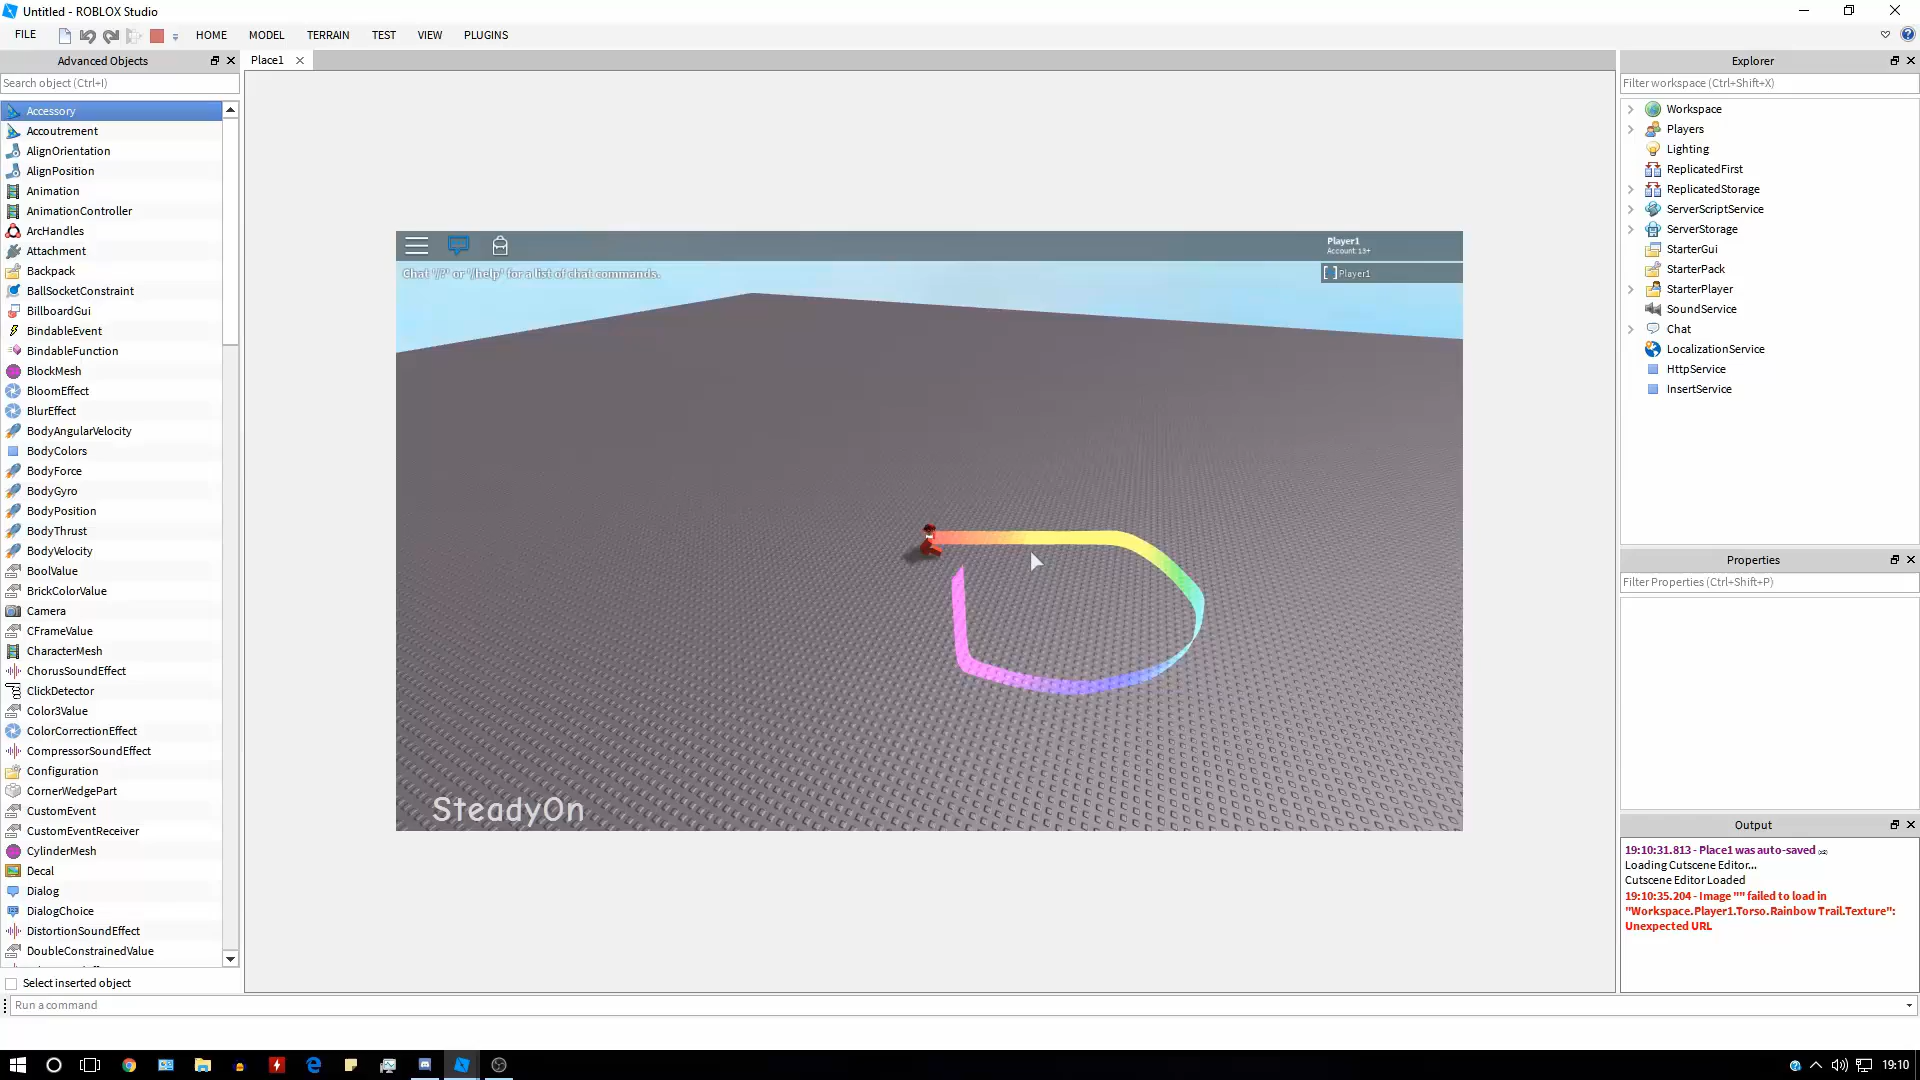 Untitled - ROBLOX Studio
FILE HOME MODEL TERRAIN TEST VIEW PLUGINS
Advanced Objects
Search object (Ctrl+I)
Accessory
Accoutrement
AlignOrientation
AlignPosition
Animation
AnimationController
ArcHandles
Attachment
Backpack
BallSocketConstraint
BillboardGui
BindableEvent
BindableFunction
BlockMesh
BloomEffect
BlurEffect
BodyAngularVelocity
BodyColors
BodyForce
BodyGyro
BodyPosition
BodyThrust
BodyVelocity
BoolValue
BrickColorValue
Camera
CFrameValue
CharacterMesh
ChorusSoundEffect
ClickDetector
Color3Value
ColorCorrectionEffect
CompressorSoundEffect
Configuration
CornerWedgePart
CustomEvent
CustomEventReceiver
CylinderMesh
Decal
Dialog
DialogChoice
DistortionSoundEffect
DoubleConstrainedValue
Select inserted object
Run a command
Place1
Player1
Account: 13+
Chat '/?' or '/help' for a list of chat commands.
Player1
SteadyOn
Explorer
Filter workspace (Ctrl+Shift+X)
Workspace
Players
Lighting
ReplicatedFirst
ReplicatedStorage
ServerScriptService
ServerStorage
StarterGui
StarterPack
StarterPlayer
SoundService
Chat
LocalizationService
HttpService
InsertService
Properties
Filter Properties (Ctrl+Shift+P)
Output
19:10:31.813 - Place1 was auto-saved
Loading Cutscene Editor...
Cutscene Editor Loaded
19:10:35.204 - Image "" failed to load in
"Workspace.Player1.Torso.Rainbow Trail.Texture":
Unexpected URL
19:10